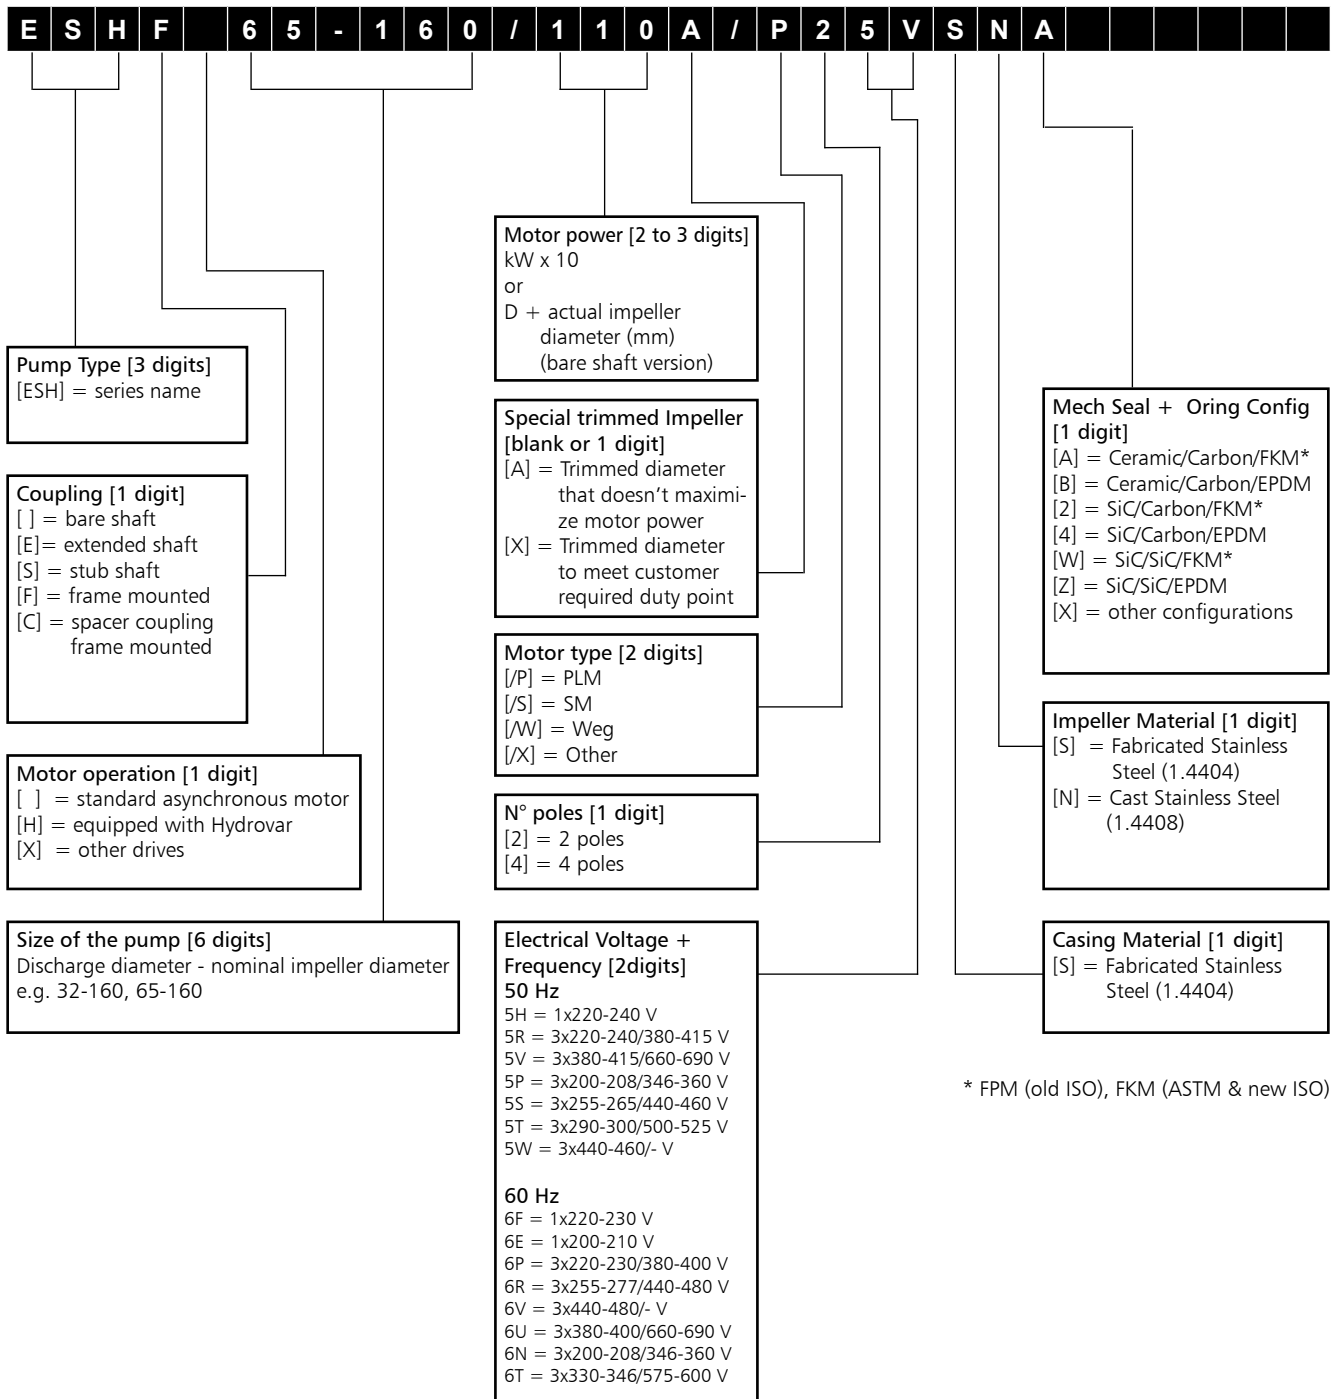 ESHF 65-160/110A/P25VSNA
Motor power [2 to 3 digits]
kW x 10
or
D + actual impeller
diameter (mm)
(bare shaft version)
Pump Type [3 digits]
[ESH] = series name
Coupling [1 digit]
[ ] = bare shaft
[E]= extended shaft
[S] = stub shaft
[F] = frame mounted
[C] = spacer coupling
frame mounted
Motor operation [1 digit]
[ ] = standard asynchronous motor
[H] = equipped with Hydrovar
[X] = other drives
Size of the pump [6 digits]
Discharge diameter - nominal impeller diameter
e.g. 32-160, 65-160
Special trimmed Impeller
[blank or 1 digit]
[A] = Trimmed diameter
that doesn't maximi-
ze motor power
[X] = Trimmed diameter
to meet customer
required duty point
Motor type [2 digits]
[/P] = PLM
[/S] = SM
[/W] = Weg
[/X] = Other
N° poles [1 digit]
[2] = 2 poles
[4] = 4 poles
Electrical Voltage +
Frequency [2digits]
50 Hz
5H = 1x220-240 V
5R = 3x220-240/380-415 V
5V = 3x380-415/660-690 V
5P = 3x200-208/346-360 V
5S = 3x255-265/440-460 V
5T = 3x290-300/500-525 V
5W = 3x440-460/- V
60 Hz
6F = 1x220-230 V
6E = 1x200-210 V
6P = 3x220-230/380-400 V
6R = 3x255-277/440-480 V
6V = 3x440-480/- V
6U = 3x380-400/660-690 V
6N = 3x200-208/346-360 V
6T = 3x330-346/575-600 V
Mech Seal + Oring Config
[1 digit]
[A] = Ceramic/Carbon/FKM*
[B] = Ceramic/Carbon/EPDM
[2] = SiC/Carbon/FKM*
[4] = SiC/Carbon/EPDM
[W] = SiC/SiC/FKM*
[Z] = SiC/SiC/EPDM
[X] = other configurations
Impeller Material [1 digit]
[S] = Fabricated Stainless
Steel (1.4404)
[N] = Cast Stainless Steel
(1.4408)
Casing Material [1 digit]
[S] = Fabricated Stainless
Steel (1.4404)
* FPM (old ISO), FKM (ASTM & new ISO)